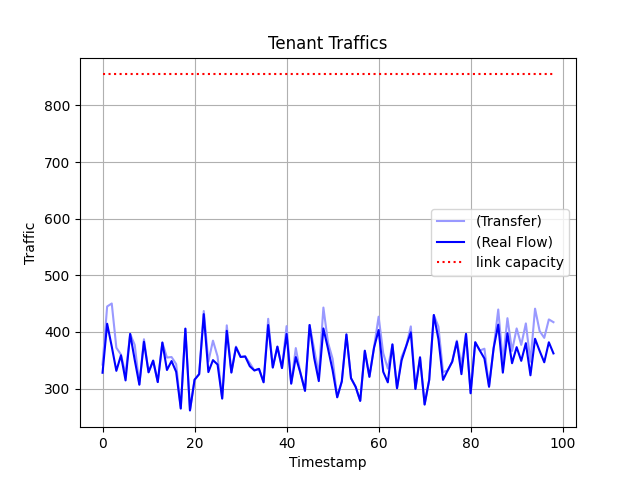 Tenant Traffics
800
700
600
500
400
300
Traffic
(Transfer)
(Real Flow)
link capacity
0 20 40 60 80 100
Timestamp